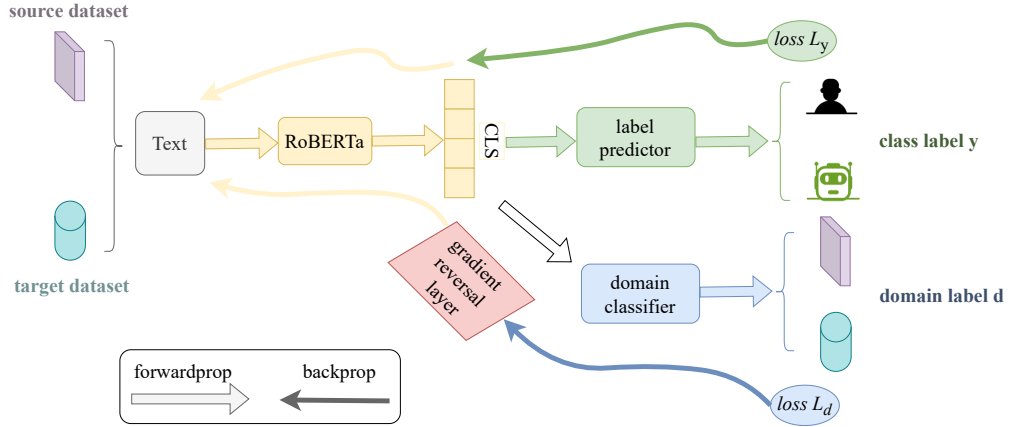 source dataset
loss Ly
Text
RoBERTa
CLS
label
predictor
class label y
target dataset
gradient
reversal
layer
domain
classifier
domain label d
forwardprop
backprop
loss Ld